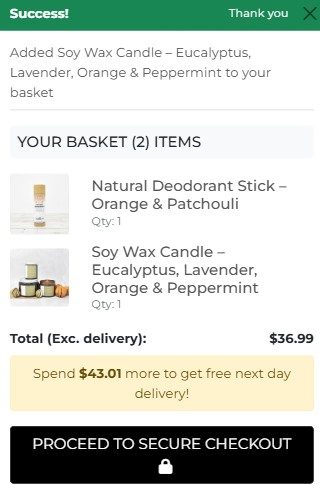 Success!
Thank you
Added Soy Wax Candle – Eucalyptus,
Lavender, Orange & Peppermint to your
basket
YOUR BASKET (2) ITEMS
Natural Deodorant Stick –
Orange & Patchouli
Qty: 1
Soy Wax Candle –
Eucalyptus, Lavender,
Orange & Peppermint
Qty: 1
Total (Exc. delivery): $36.99
Spend $43.01 more to get free next day
delivery!
PROCEED TO SECURE CHECKOUT